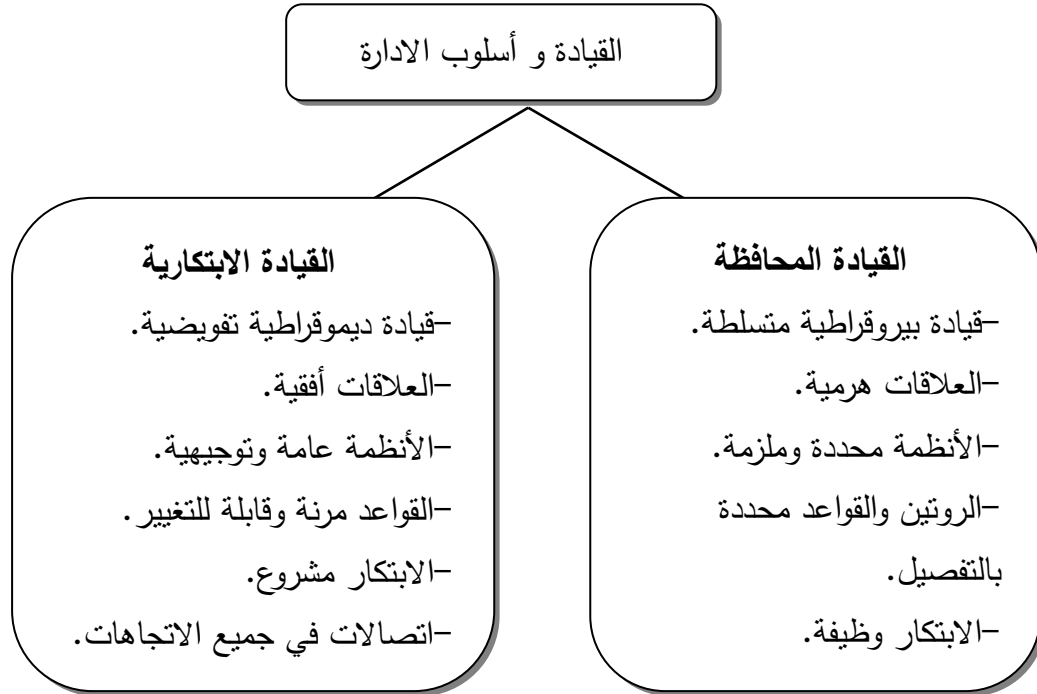 القيادة و أسلوب الادارة
القيادة المحافظة
-قيادة بيروقراطية متسلطة.
-العلاقات هرمية.
-الأنظمة محددة وملزمة.
-الروتين والقواعد محددة
بالتفصيل.
-الابتكار وظيفة.
القيادة الابتكارية
-قيادة ديموقراطية تفويضية.
-العلاقات أفقية.
-الأنظمة عامة وتوجيهية.
-القواعد مرنة وقابلة للتغيير.
-الابتكار مشروع.
-اتصالات في جميع الاتجاهات.